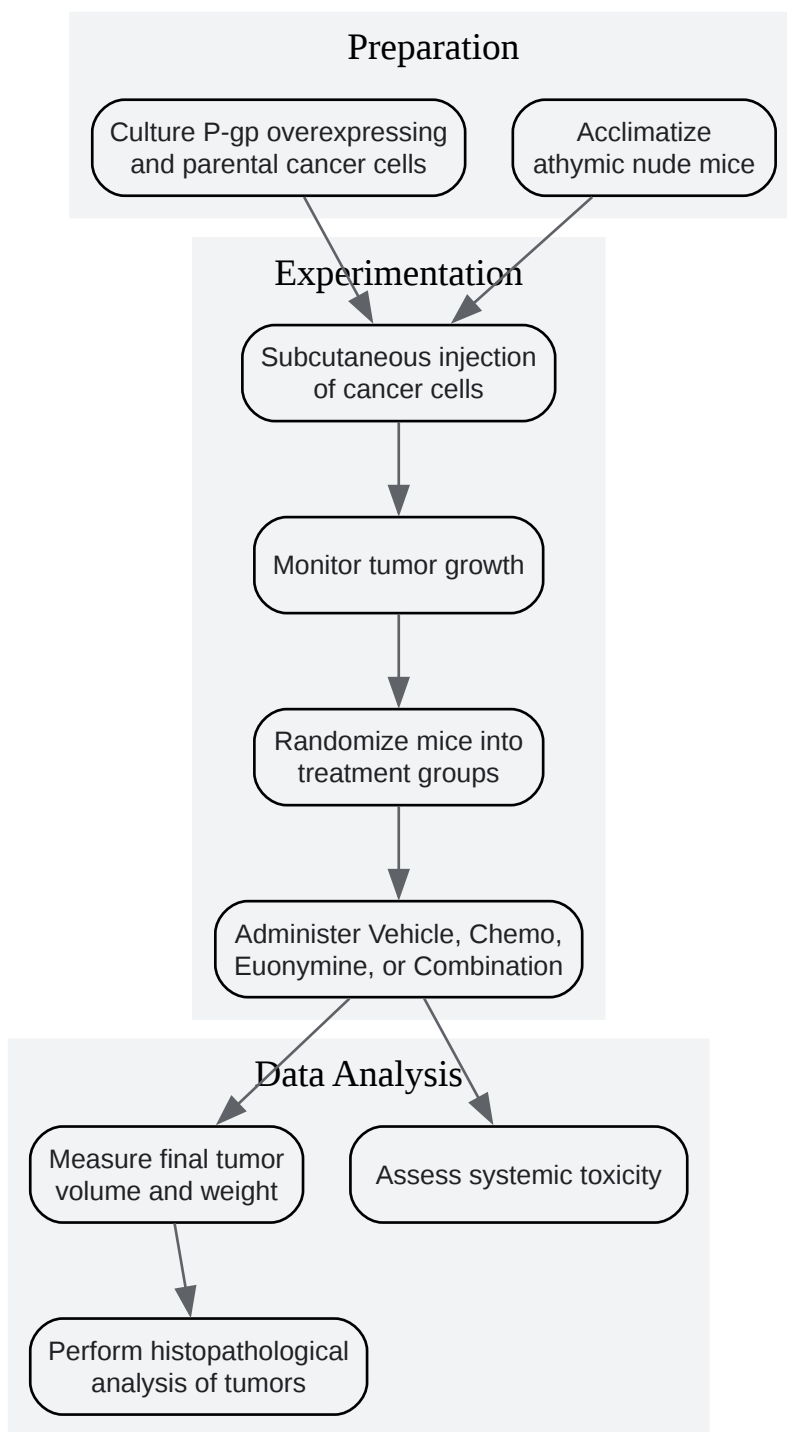 Preparation
Culture P-gp overexpressing
and parental cancer cells
Acclimatize
athymic nude mice
Experimentation
Subcutaneous injection
of cancer cells
Monitor tumor growth
Randomize mice into
treatment groups
Administer Vehicle, Chemo,
Euonymine, or Combination
Data Analysis
Measure final tumor
volume and weight
Assess systemic toxicity
Perform histopathological
analysis of tumors